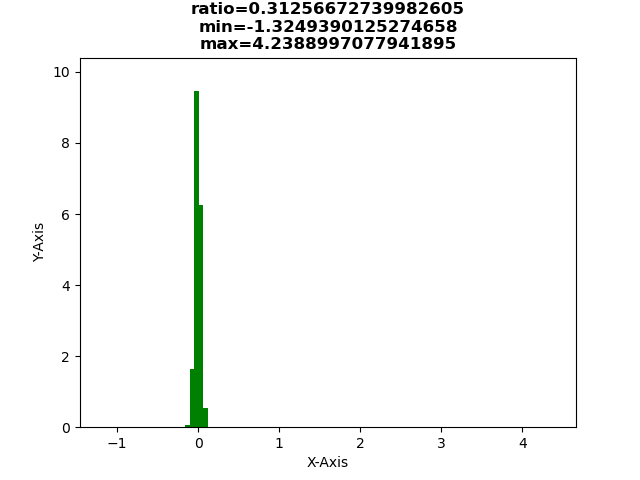 ratio=0.31256672739982605
min=-1.3249390125274658
max=4.2388997077941895
10
8
6
4
2
0
Y-Axis
−1
0
1
2
3
4
X-Axis